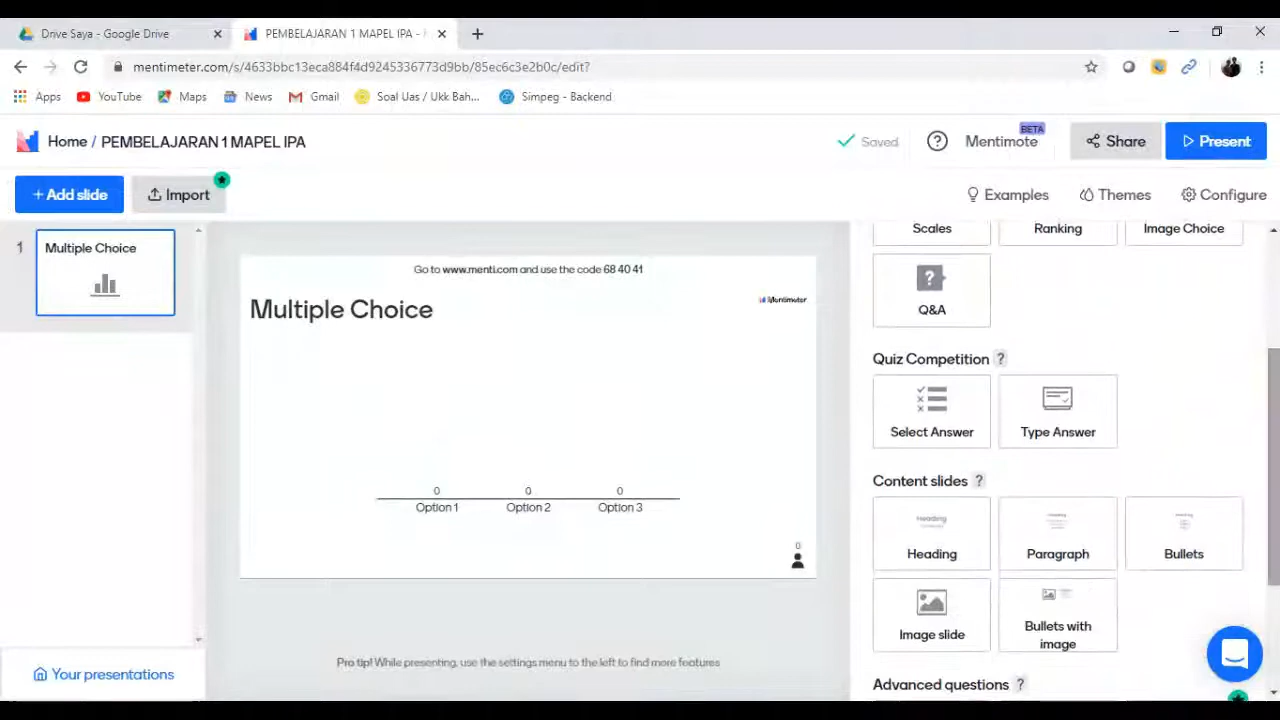 Drive Saya - Google Drive
PEMBELAJARAN 1 MAPEL IPA -
mentimeter.com/s/4633bbc13eca884f4d9245336773d9bb/85ec6c3e2b0c/edit?
Apps
YouTube
Maps
News
Gmail
Soal Uas / Ukk Bah...
Simpeg - Backend
Home / PEMBELAJARAN 1 MAPEL IPA
Saved
?
Mentimote
BETA
Share
Present
+ Add slide
Import
Examples
Themes
Configure
1
Multiple Choice
Go to www.menti.com and use the code 68 40 41
Multiple Choice
Mentimeter
0
0
0
Option 1
Option 2
Option 3
0
Pro tip! While presenting, use the settings menu to the left to find more features
Your presentations
Scales
Ranking
Image Choice
?
Q&A
Quiz Competition ?
Select Answer
Type Answer
Content slides ?
Heading
Heading
Heading
Paragraph
Heading
Bullets
Image slide
Bullets with
image
Advanced questions ?